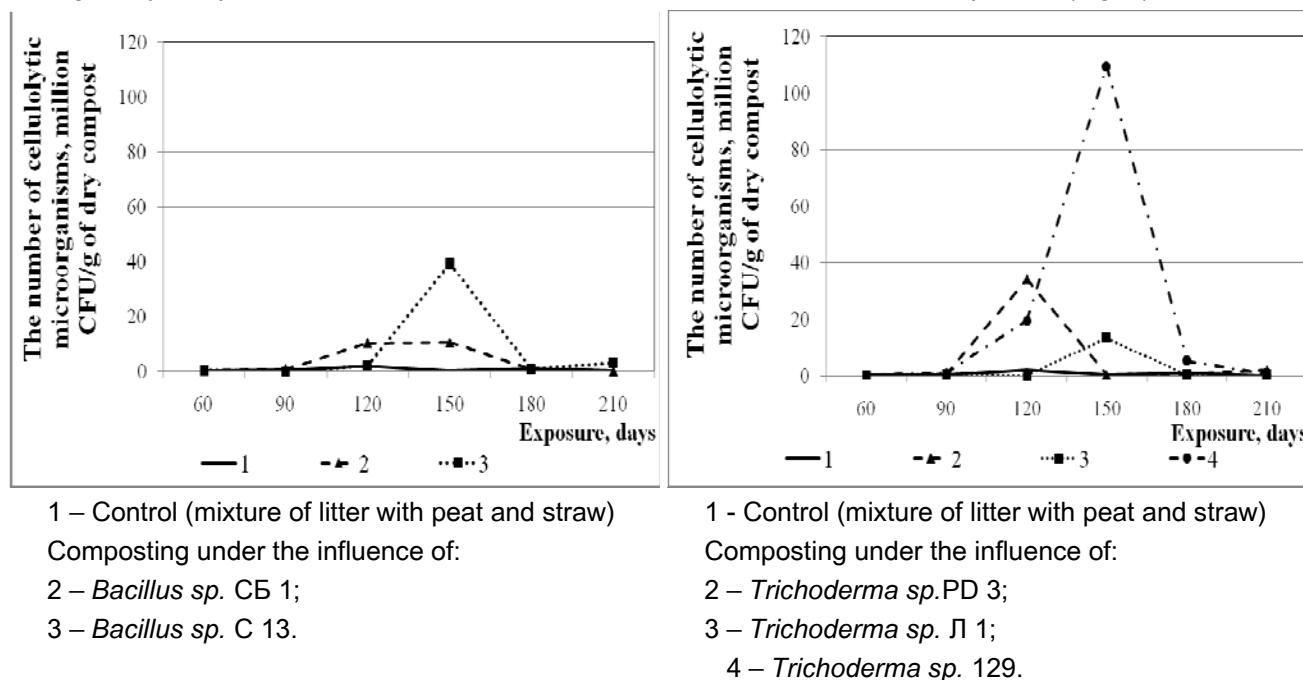 The number of cellulolytic
microorganisms, million
CFU/g of dry compost
120
100
80
60
40
20
0
60 90 120 150 180 210
Exposure, days
1 2 3
1 – Control (mixture of litter with peat and straw)
Composting under the influence of:
2 – Bacillus sp. СБ 1;
3 – Bacillus sp. С 13.
The number of cellulolytic
microorganisms, million
CFU/g of dry compost
120
100
80
60
40
20
0
60 90 120 150 180 210
Exposure, days
1 2 3 4
1 - Control (mixture of litter with peat and straw)
Composting under the influence of:
2 – Trichoderma sp.PD 3;
3 – Trichoderma sp. Л 1;
4 – Trichoderma sp. 129.